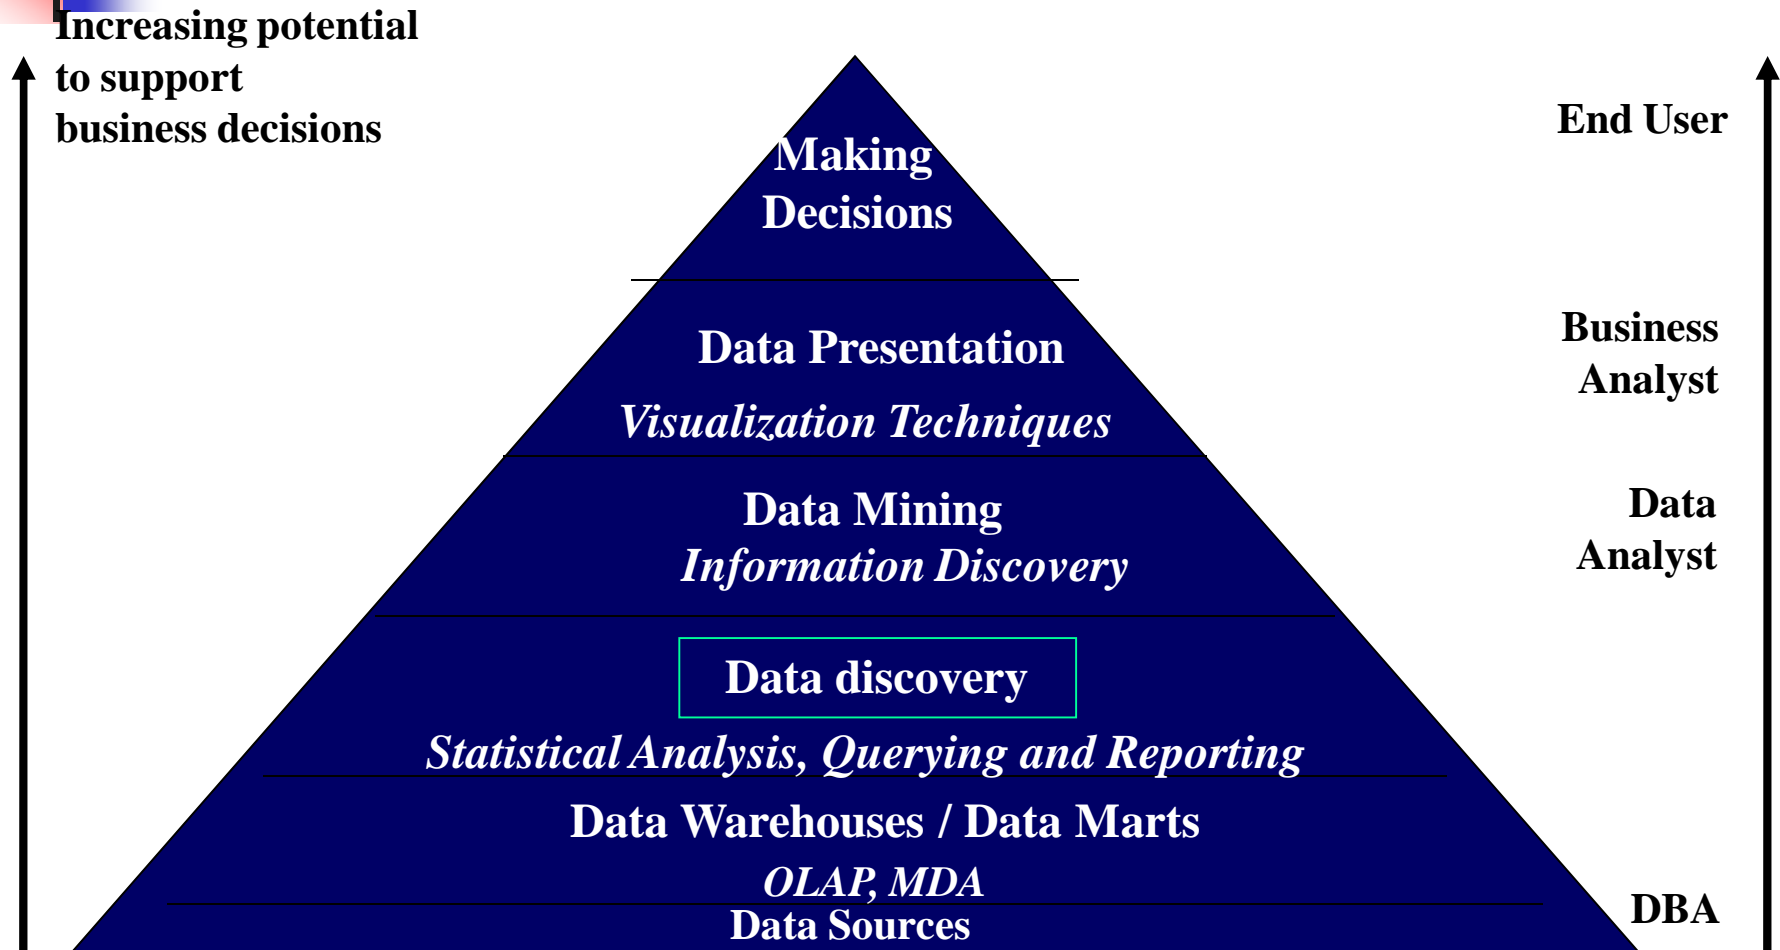 Increasing potential
to support
business decisions
End User
Making
Decisions
Business
Analyst
Data Presentation
Visualization Techniques
Data
Analyst
Data Mining
Information Discovery
Data discovery
Statistical Analysis, Querying and Reporting
Data Warehouses / Data Marts
OLAP, MDA
DBA
Data Sources